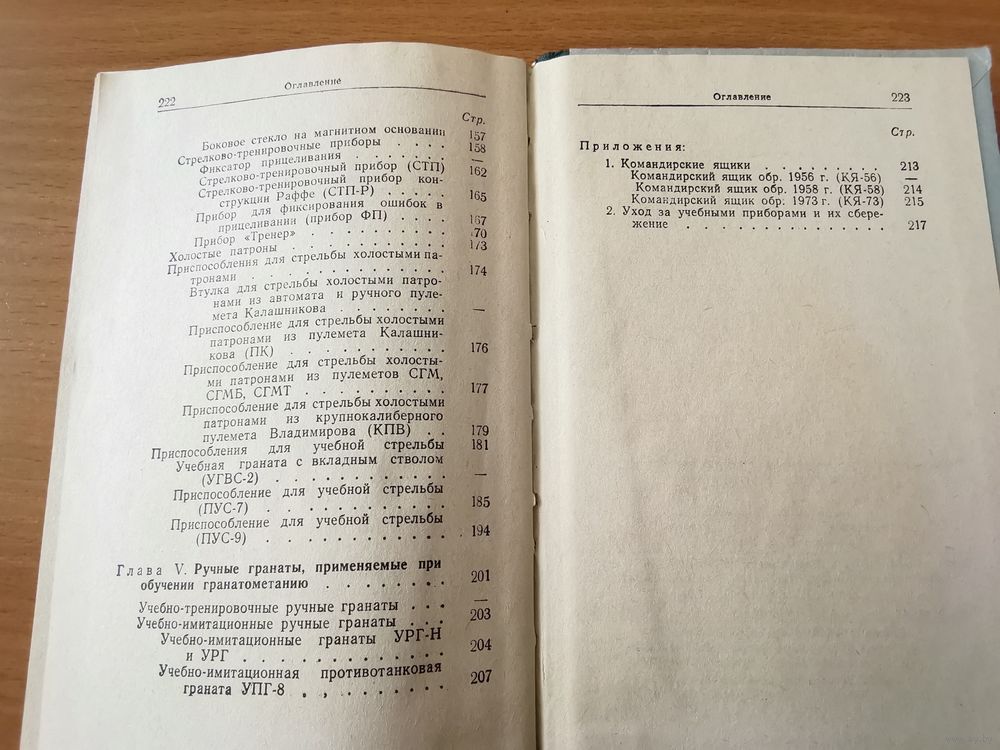 222
Оглавление
Стр.
Боковое стекло на магнитном основании 157
Стрелково-тренировочные приборы . . . . 158
Фиксатор прицеливания . . . . . . —
Стрелково-тренировочный прибор (СТП) 162
Стрелково-тренировочный прибор кон-
струкции Раффе (СТП-Р) . . . . 165
Прибор для фиксирования ошибок в
прицеливании (прибор ФП) . . . . 167
Прибор «Тренер» . . . . . . . . . 170
Холостые патроны . . . . . . . . . . 173
Приспособления для стрельбы холостыми па-
тронами . . . . . . . . . . . . . 174
Втулка для стрельбы холостыми патро-
нами из автомата и ручного пуле-
мета Калашникова . . . . . . . —
Приспособление для стрельбы холостыми
патронами из пулемета Калашни-
кова (ПК) . . . . . . . . . . 176
Приспособление для стрельбы холосты-
ми патронами из пулеметов СГМ,
СГМБ, СГМТ . . . . . . . . . . 177
Приспособление для стрельбы холостыми
патронами из крупнокалиберного
пулемета Владимирова (КПВ) . . 179
Приспособления для учебной стрельбы 181
Учебная граната с вкладным стволом
(УГВС-2) . . . . . . . . . . . —
Приспособление для учебной стрельбы
(ПУС-7) . . . . . . . . . . . 185
Приспособление для учебной стрельбы
(ПУС-9) . . . . . . . . . . . 194
Глава V. Ручные гранаты, применяемые при
обучении гранатометанию . . . . . . . 201
Учебно-тренировочные ручные гранаты . . . —
Учебно-имитационные ручные гранаты . . . 203
Учебно-имитационные гранаты УРГ-Н
и УРГ . . . . . . . . . . . . 204
Учебно-имитационная противотанковая
граната УПГ-8 . . . . . . . . . 207
Оглавление
223
Стр.
Приложения:
1. Командирские ящики . . . . . . . . 213
Командирский ящик обр. 1956 г. (КЯ-56) —
Командирский ящик обр. 1958 г. (КЯ-58) 214
Командирский ящик обр. 1973 г. (КЯ-73) 215
2. Уход за учебными приборами и их сбере-
жение . . . . . . . . . . . . . . . 217